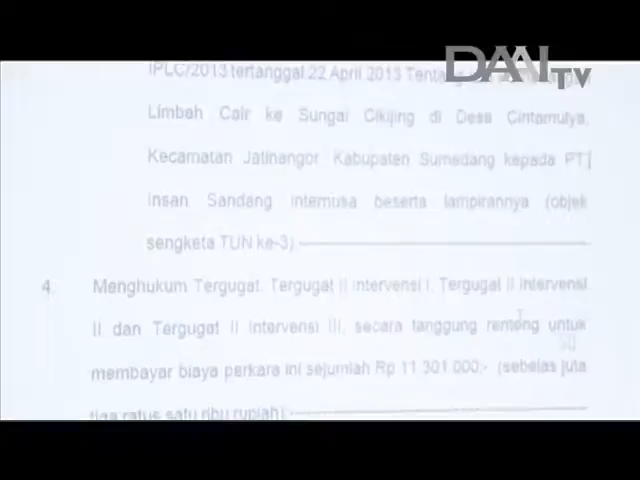 DAAI TV
IPLC/2013 tertanggal 22 April 2013 Tentang
Limbah Cair ke Sungai Cikijing di Desa Cintamulya,
Kecamatan Jatinangor Kabupaten Sumedang kepada PT
Insan Sandang Internusa beserta lampirannya (objek
sengketa TUN ke-3)
4. Menghukum Tergugat, Tergugat II Intervensi I, Tergugat II Intervensi
II dan Tergugat II Intervensi III, secara tanggung renteng untuk
membayar biaya perkara ini sejumlah Rp 11.301.000,- (sebelas juta
tiga ratus satu ribu rupiah)